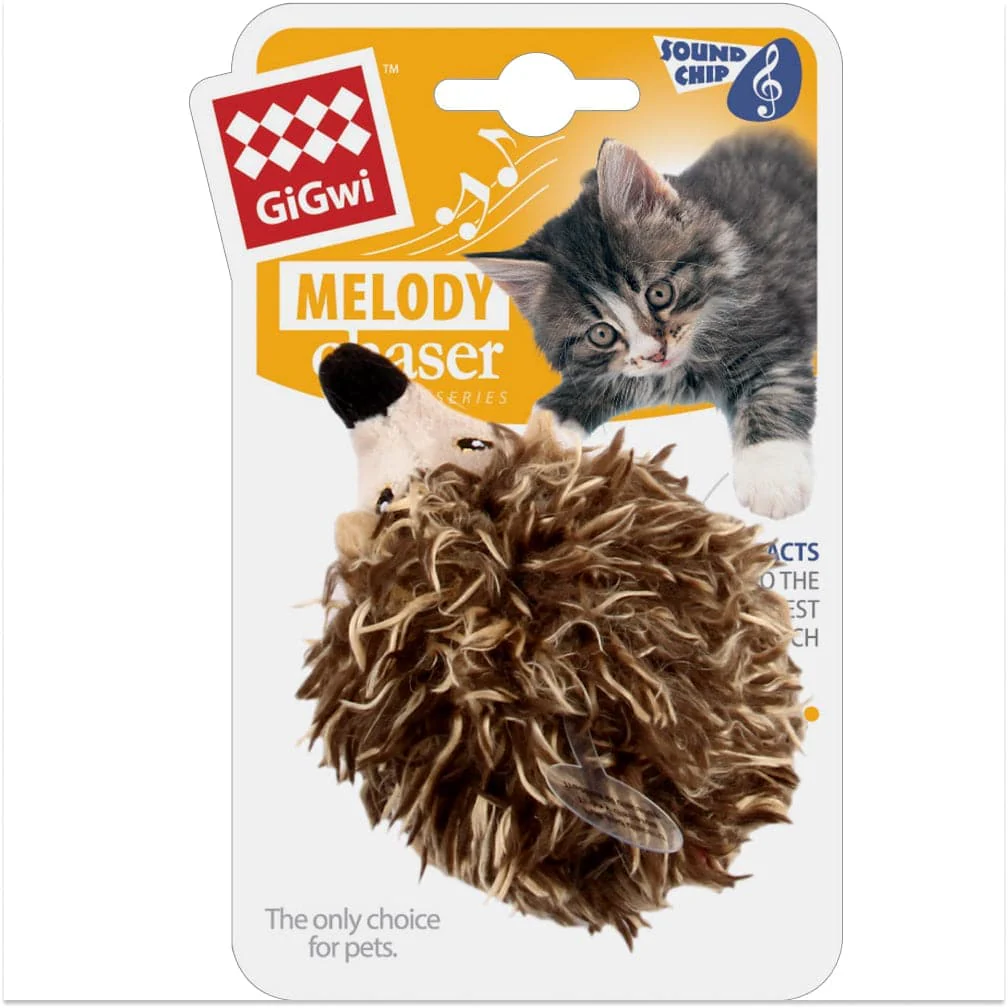 SOUND
CHIP
™
GiGwi
MELODY
chaser
SERIES
ACTS
O THE
EST
CH
The only choice
for pets.